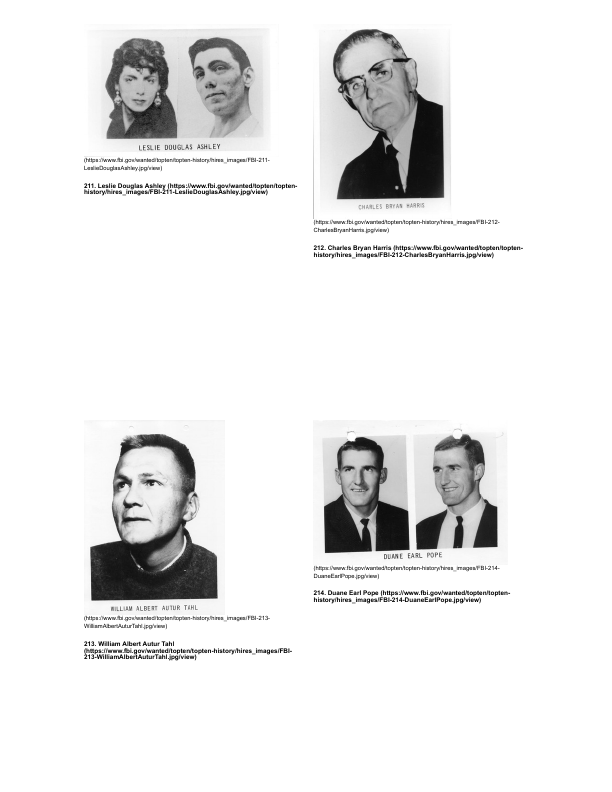 LESLIE DOUGLAS ASHLEY
(https://www.fbi.gov/wanted/topten/topten-history/hires_images/FBI-211-
LeslieDouglasAshley.jpg/view)
211. Leslie Douglas Ashley (https://www.fbi.gov/wanted/topten/topten-
history/hires_images/FBI-211-LeslieDouglasAshley.jpg/view)
CHARLES BRYAN HARRIS
(https://www.fbi.gov/wanted/topten/topten-history/hires_images/FBI-212-
CharlesBryanHarris.jpg/view)
212. Charles Bryan Harris (https://www.fbi.gov/wanted/topten/topten-
history/hires_images/FBI-212-CharlesBryanHarris.jpg/view)
WILLIAM ALBERT AUTUR TAHL
(https://www.fbi.gov/wanted/topten/topten-history/hires_images/FBI-213-
WilliamAlbertAuturTahl.jpg/view)
213. William Albert Autur Tahl
(https://www.fbi.gov/wanted/topten/topten-history/hires_images/FBI-
213-WilliamAlbertAuturTahl.jpg/view)
DUANE EARL POPE
(https://www.fbi.gov/wanted/topten/topten-history/hires_images/FBI-214-
DuaneEarlPope.jpg/view)
214. Duane Earl Pope (https://www.fbi.gov/wanted/topten/topten-
history/hires_images/FBI-214-DuaneEarlPope.jpg/view)